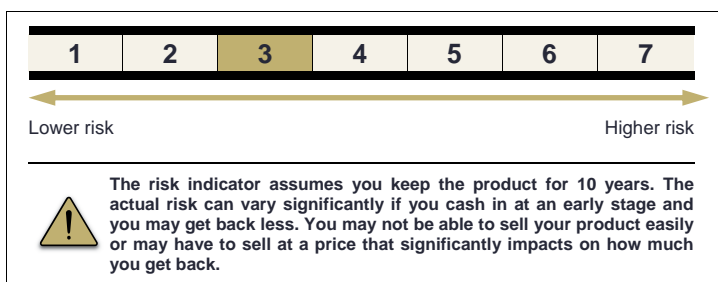 1 2 3 4 5 6 7
Lower risk Higher risk
The risk indicator assumes you keep the product for 10 years. The
actual risk can vary significantly if you cash in at an early stage and
you may get back less. You may not be able to sell your product easily
or may have to sell at a price that significantly impacts on how much
you get back.